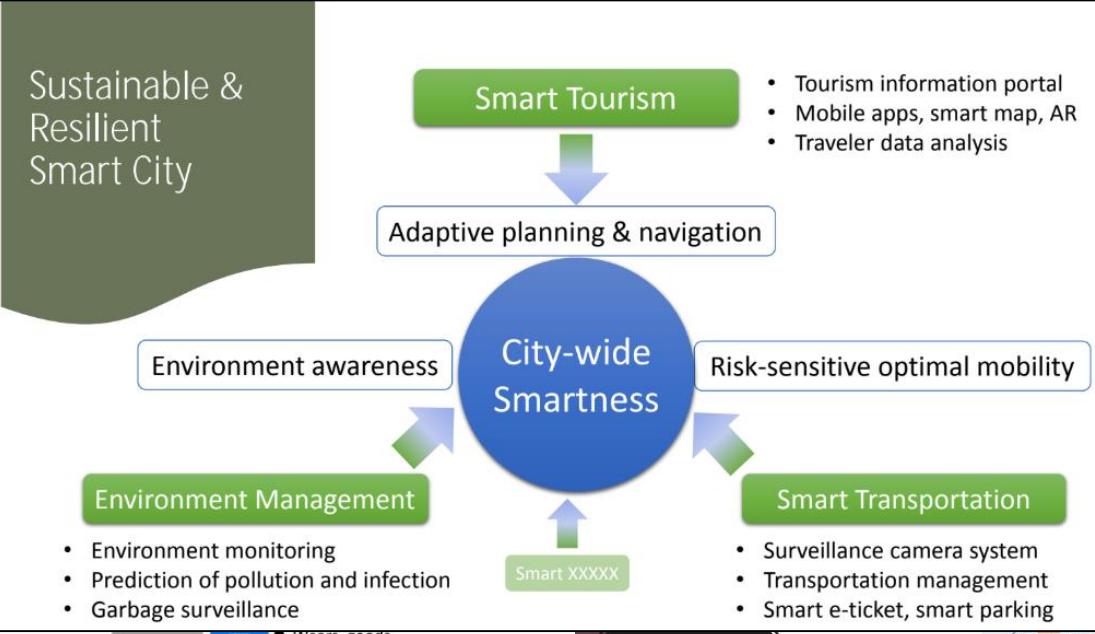 Sustainable &
Resilient
Smart City
Smart Tourism
• Tourism information portal
• Mobile apps, smart map, AR
• Traveler data analysis
Adaptive planning & navigation
City-wide
Smartness
Environment awareness
Risk-sensitive optimal mobility
Environment Management
• Environment monitoring
• Prediction of pollution and infection
• Garbage surveillance
Smart XXXXX
Smart Transportation
• Surveillance camera system
• Transportation management
• Smart e-ticket, smart parking